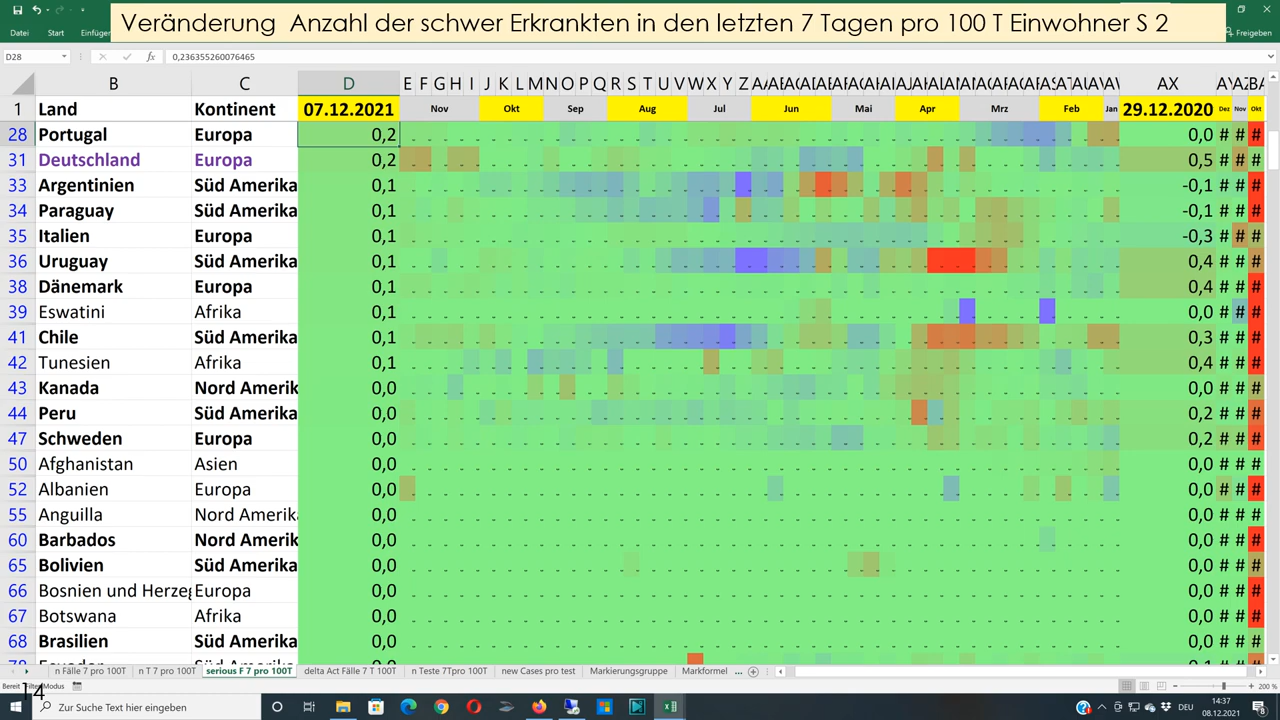 Veränderung Anzahl der schwer Erkrankten in den letzten 7 Tagen pro 100 T Einwohner S 2
Datei Start Einfügen Freigeben
D28 fx 0,236355260076465
B C D E F G H I J K L M N O P Q R S T U V W X Y Z AX
1 Land Kontinent 07.12.2021 Nov Okt Sep Aug Jul Jun Mai Apr Mrz Feb Jan 29.12.2020 Dez Nov Okt
28 Portugal Europa 0,2 0,0 # # #
31 Deutschland Europa 0,2 0,5 # # #
33 Argentinien Süd Amerika 0,1 -0,1 # # #
34 Paraguay Süd Amerika 0,1 -0,1 # # #
35 Italien Europa 0,1 -0,3 # # #
36 Uruguay Süd Amerika 0,1 0,4 # # #
38 Dänemark Europa 0,1 0,4 # # #
39 Eswatini Afrika 0,1 0,0 # # #
41 Chile Süd Amerika 0,1 0,3 # # #
42 Tunesien Afrika 0,1 0,4 # # #
43 Kanada Nord Amerik 0,0 0,0 # # #
44 Peru Süd Amerika 0,0 0,2 # # #
47 Schweden Europa 0,0 0,2 # # #
50 Afghanistan Asien 0,0 0,0 # # #
52 Albanien Europa 0,0 0,0 # # #
55 Anguilla Nord Amerika 0,0 0,0 # # #
60 Barbados Nord Amerik 0,0 0,0 # # #
65 Bolivien Süd Amerika 0,0 0,0 # # #
66 Bosnien und Herzeg Europa 0,0 0,0 # # #
67 Botswana Afrika 0,0 0,0 # # #
68 Brasilien Süd Amerika 0,0 0,0 # # #
n Fälle 7 pro 100T n T 7 pro 100T serious F 7 pro 100T delta Act Fälle 7 T 100T n Teste 7Tpro 100T new Cases pro test Markierungsgruppe Markformel ...
Bereit 14 200 %
Zur Suche Text hier eingeben DEU 14:37
08.12.2021